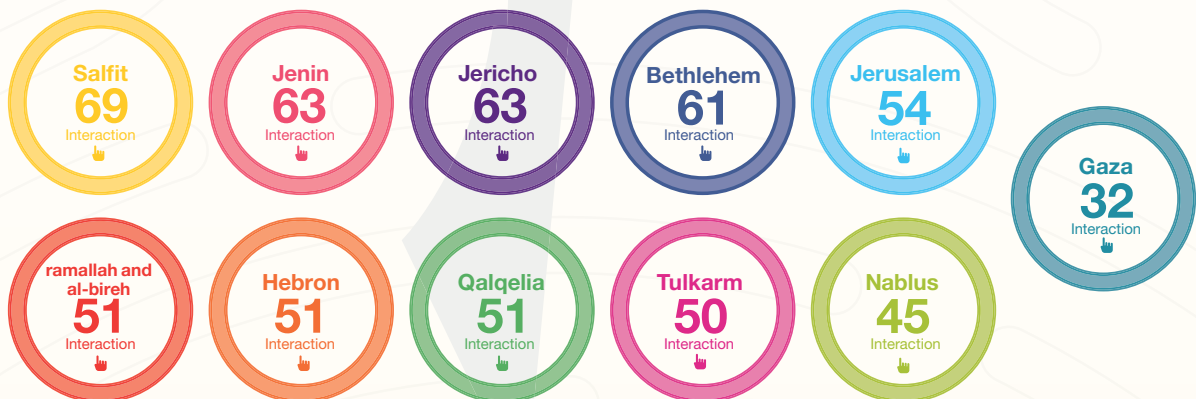 Salfit
69
Interaction
Jenin
63
Interaction
Jericho
63
Interaction
Bethlehem
61
Interaction
Jerusalem
54
Interaction
Gaza
32
Interaction
ramallah and
al-bireh
51
Interaction
Hebron
51
Interaction
Qalqelia
51
Interaction
Tulkarm
50
Interaction
Nablus
45
Interaction